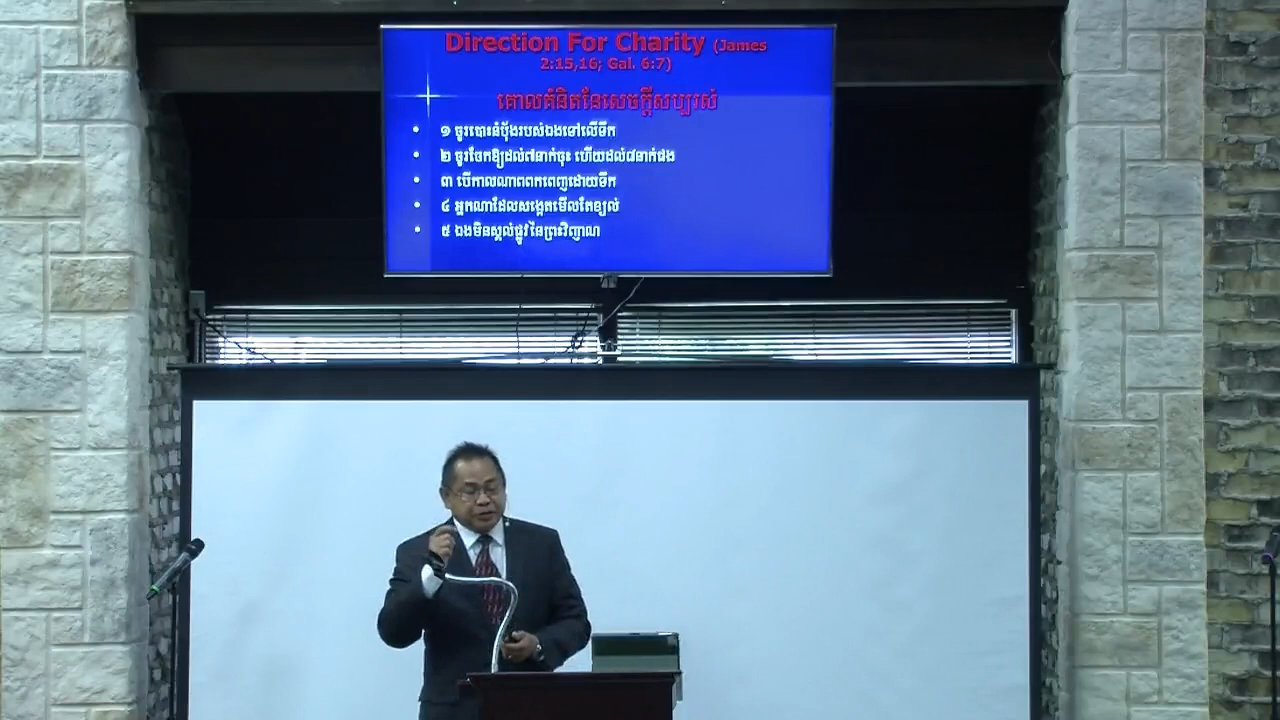 Direction For Charity (James
2:15,16; Gal. 6:7)
គោលគំនិតនៃសេចក្ដីសប្បុរស់
• ១ ចូរបោះនំប៉័ងរបស់ឯងទៅលើទឹក
• ២ ចូរចែកឱ្យដល់៧នាក់ចុះ ហើយដល់៨នាក់ផង
• ៣ បើកាលណាពពកពេញដោយទឹក
• ៤ អ្នកណាដែលសង្កេតមើលតែខ្យល់
• ៥ ឯងមិនស្គាល់ផ្លូវនៃព្រះវិញ្ញាណ